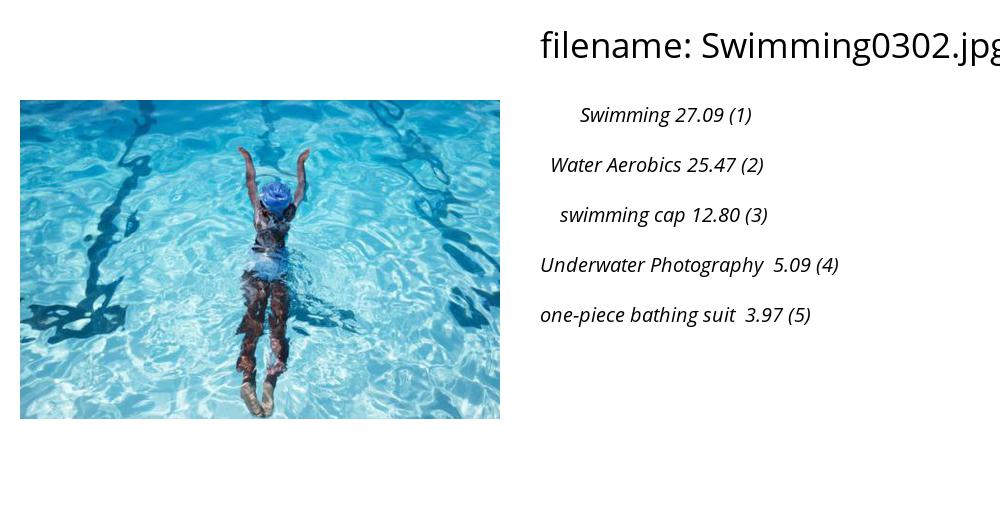 filename: Swimming0302.jpg
Swimming 27.09 (1)
Water Aerobics 25.47 (2)
swimming cap 12.80 (3)
Underwater Photography 5.09 (4)
one-piece bathing suit 3.97 (5)